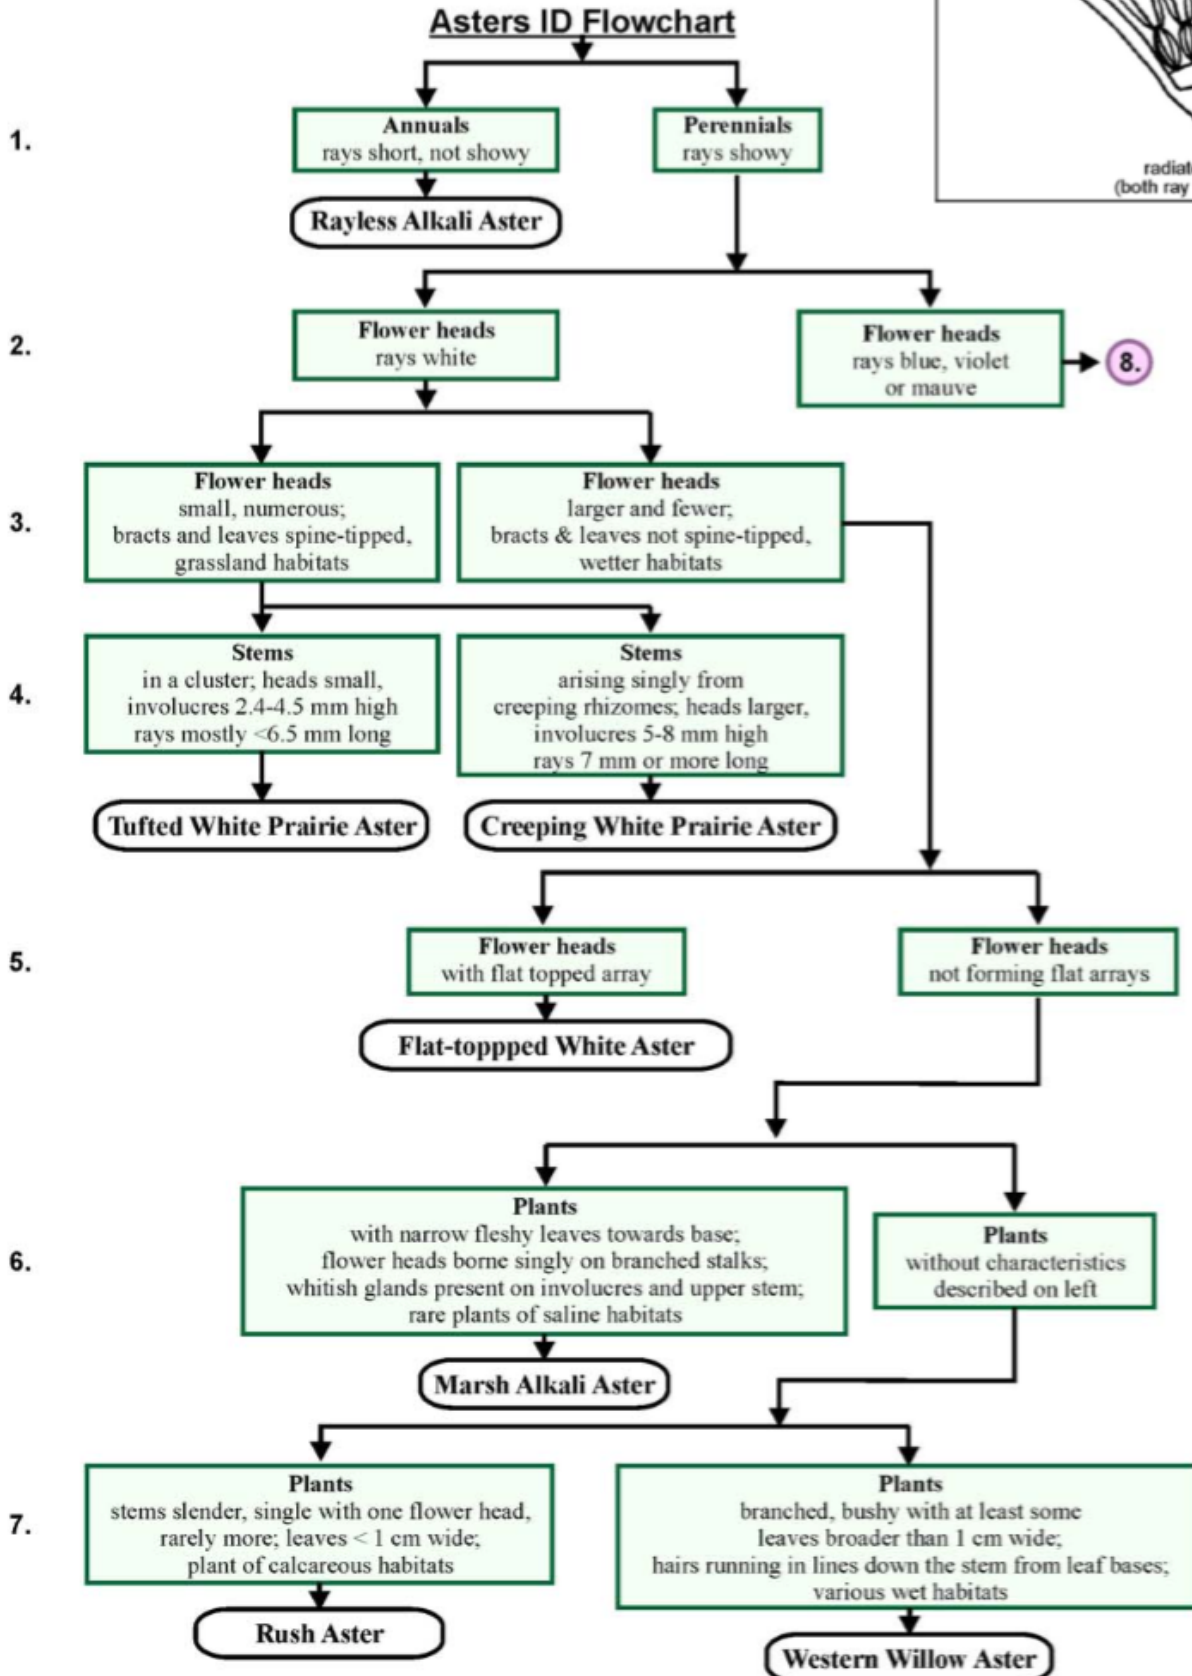 Asters ID Flowchart
1.
Annuals
rays short, not showy
Perennials
rays showy
radiat
(both ray
Rayless Alkali Aster
2.
Flower heads
rays white
Flower heads
rays blue, violet
or mauve
8.
3.
Flower heads
small, numerous;
bracts and leaves spine-tipped,
grassland habitats
Flower heads
larger and fewer;
bracts & leaves not spine-tipped,
wetter habitats
4.
Stems
in a cluster; heads small,
involucres 2.4-4.5 mm high
rays mostly <6.5 mm long
Stems
arising singly from
creeping rhizomes; heads larger,
involucres 5-8 mm high
rays 7 mm or more long
Tufted White Prairie Aster
Creeping White Prairie Aster
5.
Flower heads
with flat topped array
Flower heads
not forming flat arrays
Flat-toppped White Aster
6.
Plants
with narrow fleshy leaves towards base;
flower heads borne singly on branched stalks;
whitish glands present on involucres and upper stem;
rare plants of saline habitats
Plants
without characteristics
described on left
Marsh Alkali Aster
7.
Plants
stems slender, single with one flower head,
rarely more; leaves < 1 cm wide;
plant of calcareous habitats
Plants
branched, bushy with at least some
leaves broader than 1 cm wide;
hairs running in lines down the stem from leaf bases;
various wet habitats
Rush Aster
Western Willow Aster